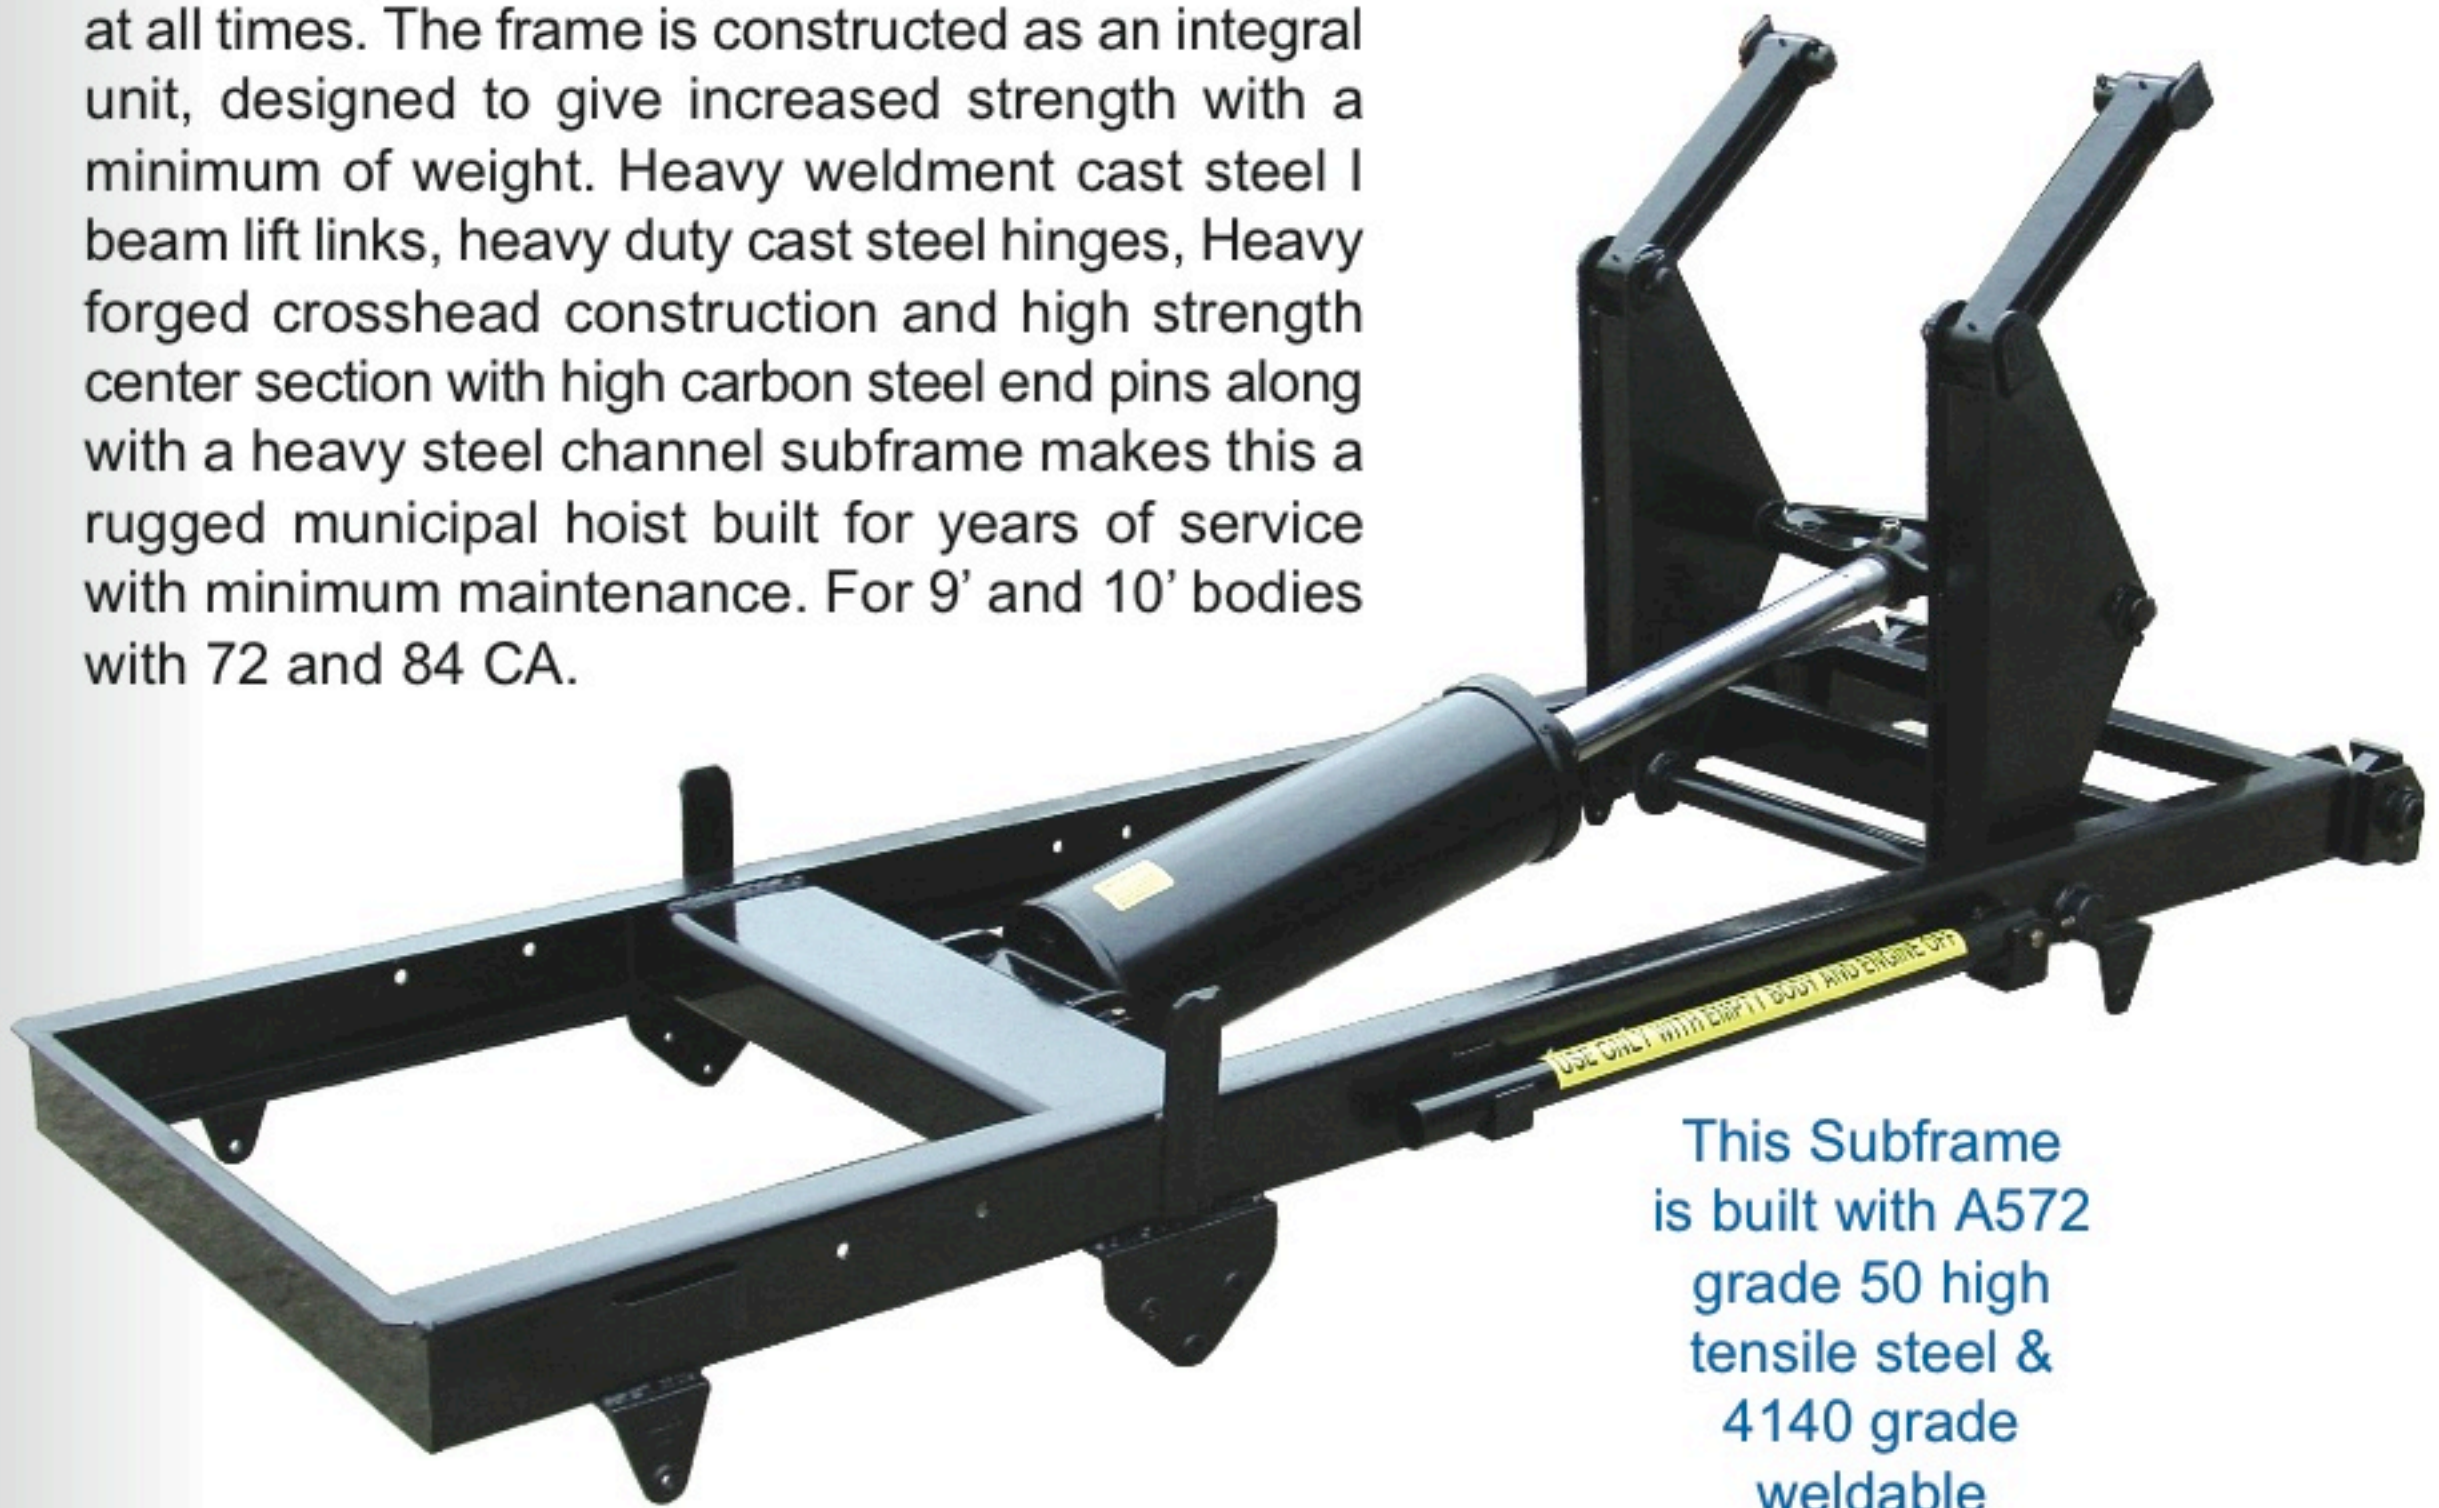 at all times. The frame is constructed as an integral
unit, designed to give increased strength with a
minimum of weight. Heavy weldment cast steel I
beam lift links, heavy duty cast steel hinges, Heavy
forged crosshead construction and high strength
center section with high carbon steel end pins along
with a heavy steel channel subframe makes this a
rugged municipal hoist built for years of service
with minimum maintenance. For 9’ and 10’ bodies
with 72 and 84 CA.
USE ONLY WITH EMPTY BODY AND ENGINE OFF
This Subframe
is built with A572
grade 50 high
tensile steel &
4140 grade
weldable